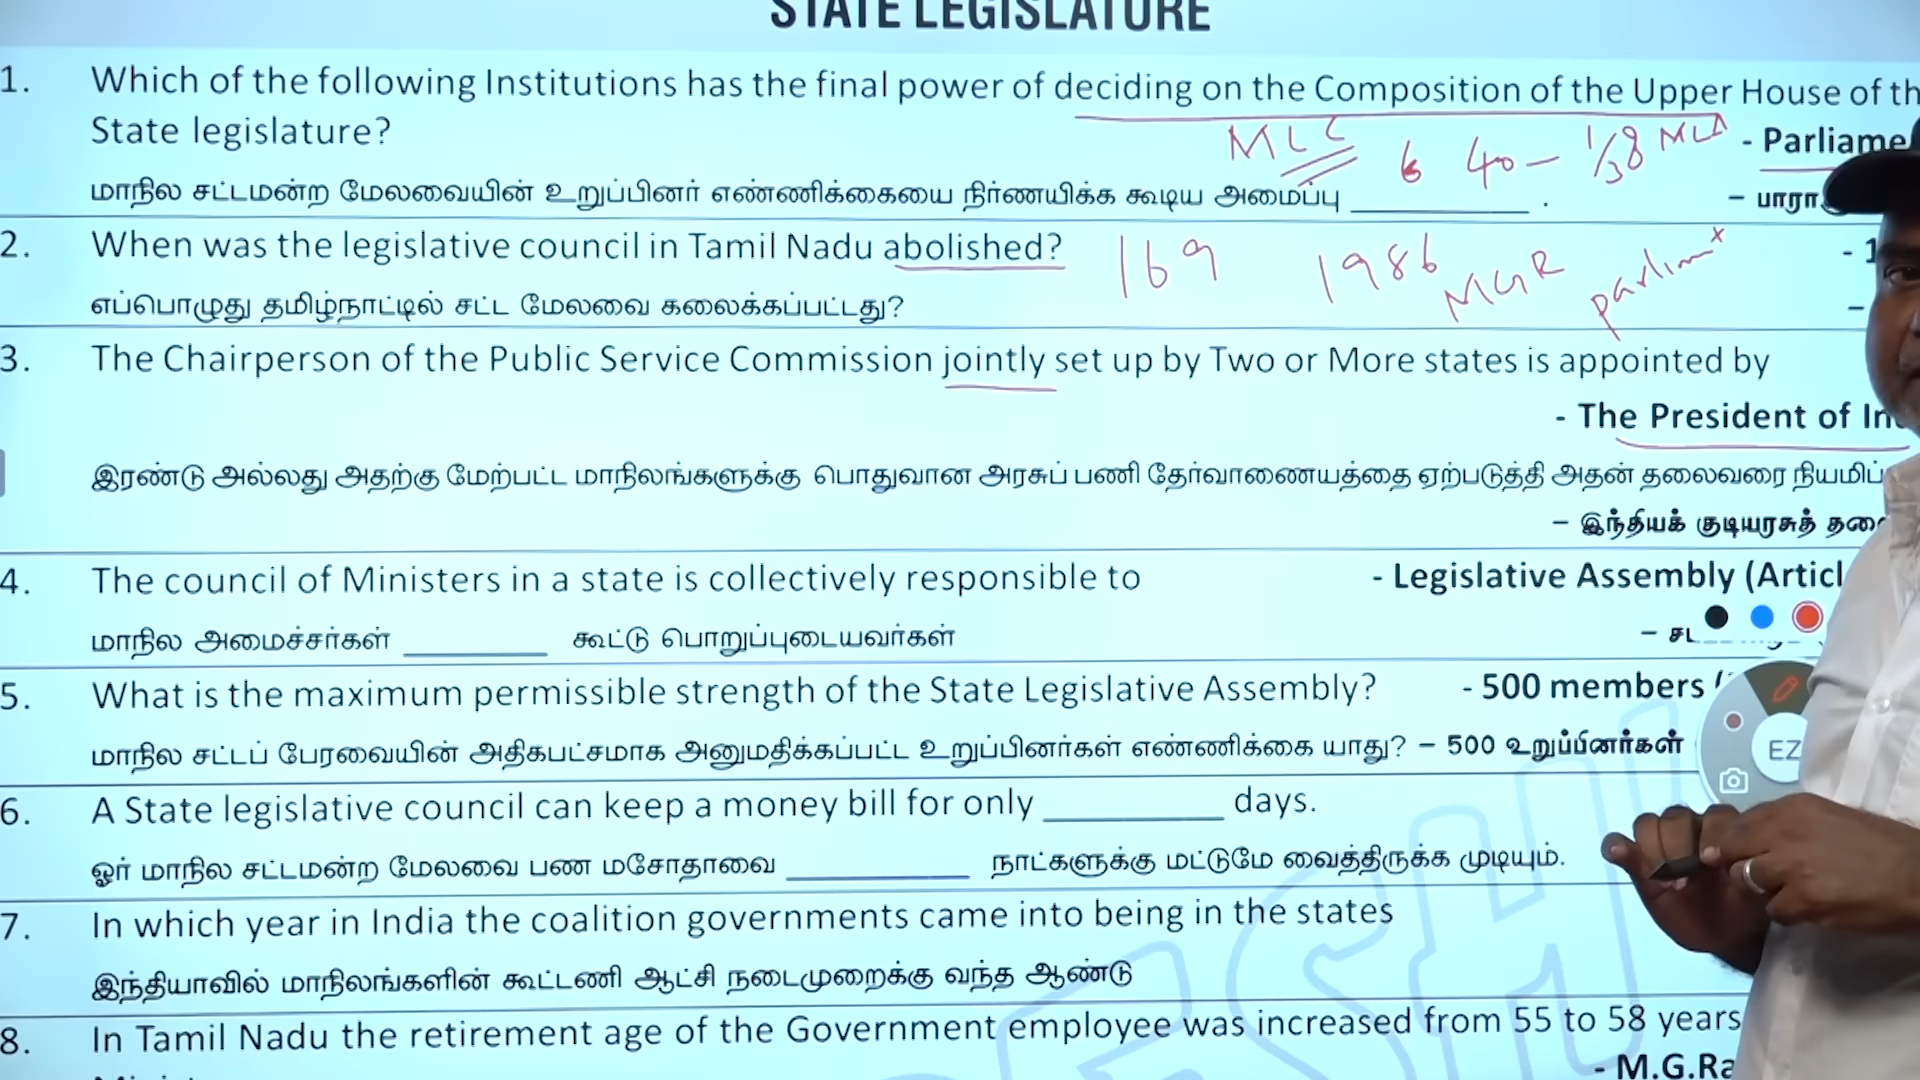 STATE LEGISLATURE
1. Which of the following Institutions has the final power of deciding on the Composition of the Upper House of th
State legislature? - Parliame
MLC 6 40 - 1/3 MLA
மாநில சட்டமன்ற மேலவையின் உறுப்பினர் எண்ணிக்கையை நிர்ணயிக்க கூடிய அமைப்பு ________ . – பாரா
2. When was the legislative council in Tamil Nadu abolished? - 1
169 1986 MGR parlim x
எப்பொழுது தமிழ்நாட்டில் சட்ட மேலவை கலைக்கப்பட்டது? –
3. The Chairperson of the Public Service Commission jointly set up by Two or More states is appointed by
- The President of In
இரண்டு அல்லது அதற்கு மேற்பட்ட மாநிலங்களுக்கு பொதுவான அரசுப் பணி தேர்வாணையத்தை ஏற்படுத்தி அதன் தலைவரை நியமிப்
– இந்தியக் குடியரசுத் தலை
4. The council of Ministers in a state is collectively responsible to - Legislative Assembly (Articl
மாநில அமைச்சர்கள் ________ கூட்டு பொறுப்புடையவர்கள் – சட
5. What is the maximum permissible strength of the State Legislative Assembly? - 500 members (
மாநில சட்டப் பேரவையின் அதிகபட்சமாக அனுமதிக்கப்பட்ட உறுப்பினர்கள் எண்ணிக்கை யாது? – 500 உறுப்பினர்கள்
EZ
6. A State legislative council can keep a money bill for only ________ days.
ஓர் மாநில சட்டமன்ற மேலவை பண மசோதாவை ________ நாட்களுக்கு மட்டுமே வைத்திருக்க முடியும்.
7. In which year in India the coalition governments came into being in the states
இந்தியாவில் மாநிலங்களின் கூட்டணி ஆட்சி நடைமுறைக்கு வந்த ஆண்டு
8. In Tamil Nadu the retirement age of the Government employee was increased from 55 to 58 years
- M.G.Ra